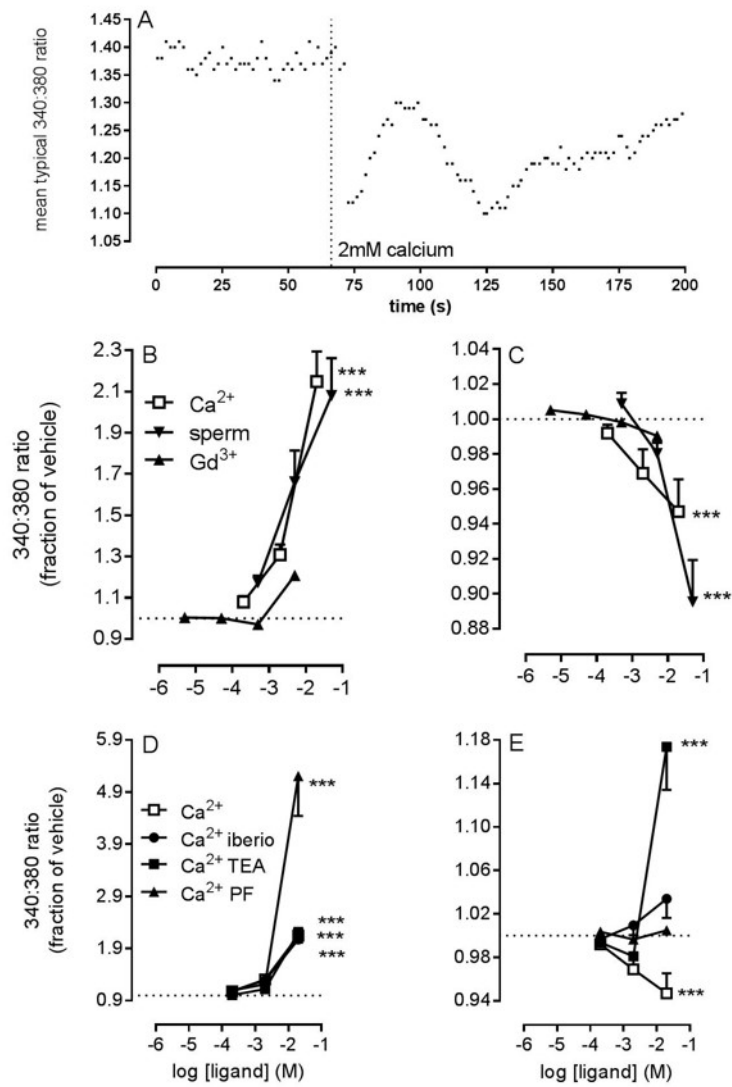 A
mean typical 340:380 ratio
1.45
1.40
1.35
1.30
1.25
1.20
1.15
1.10
1.05
2mM calcium
0 25 50 75 100 125 150 175 200
time (s)
B
340:380 ratio
(fraction of vehicle)
2.3
2.1
1.9
1.7
1.5
1.3
1.1
0.9
Ca2+
sperm
Gd3+
***
***
-6 -5 -4 -3 -2 -1
C
1.04
1.02
1.00
0.98
0.96
0.94
0.92
0.90
0.88
***
***
-6 -5 -4 -3 -2 -1
D
340:380 ratio
(fraction of vehicle)
5.9
4.9
3.9
2.9
1.9
0.9
Ca2+
Ca2+ iberio
Ca2+ TEA
Ca2+ PF
***
***
***
***
-6 -5 -4 -3 -2 -1
log [ligand] (M)
E
1.18
1.14
1.10
1.06
1.02
0.98
0.94
***
***
-6 -5 -4 -3 -2 -1
log [ligand] (M)